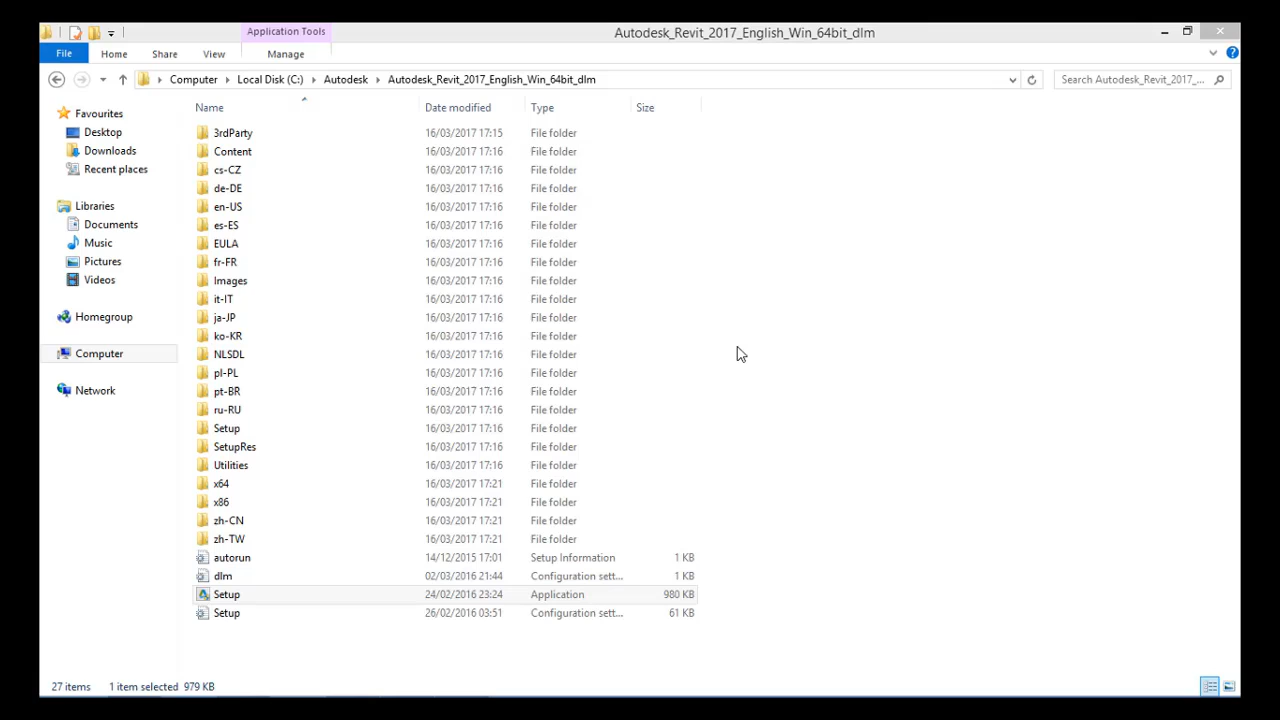 Application Tools
Autodesk_Revit_2017_English_Win_64bit_dlm
File Home Share View Manage
Computer Local Disk (C:) Autodesk Autodesk_Revit_2017_English_Win_64bit_dlm Search Autodesk_Revit_2017_...
Name Date modified Type Size
Favourites
Desktop
Downloads
Recent places
Libraries
Documents
Music
Pictures
Videos
Homegroup
Computer
Network
3rdParty 16/03/2017 17:15 File folder
Content 16/03/2017 17:16 File folder
cs-CZ 16/03/2017 17:16 File folder
de-DE 16/03/2017 17:16 File folder
en-US 16/03/2017 17:16 File folder
es-ES 16/03/2017 17:16 File folder
EULA 16/03/2017 17:16 File folder
fr-FR 16/03/2017 17:16 File folder
Images 16/03/2017 17:16 File folder
it-IT 16/03/2017 17:16 File folder
ja-JP 16/03/2017 17:16 File folder
ko-KR 16/03/2017 17:16 File folder
NLSDL 16/03/2017 17:16 File folder
pl-PL 16/03/2017 17:16 File folder
pt-BR 16/03/2017 17:16 File folder
ru-RU 16/03/2017 17:16 File folder
Setup 16/03/2017 17:16 File folder
SetupRes 16/03/2017 17:16 File folder
Utilities 16/03/2017 17:16 File folder
x64 16/03/2017 17:21 File folder
x86 16/03/2017 17:21 File folder
zh-CN 16/03/2017 17:21 File folder
zh-TW 16/03/2017 17:21 File folder
autorun 14/12/2015 17:01 Setup Information 1 KB
dlm 02/03/2016 21:44 Configuration sett... 1 KB
Setup 24/02/2016 23:24 Application 980 KB
Setup 26/02/2016 03:51 Configuration sett... 61 KB
27 items 1 item selected 979 KB